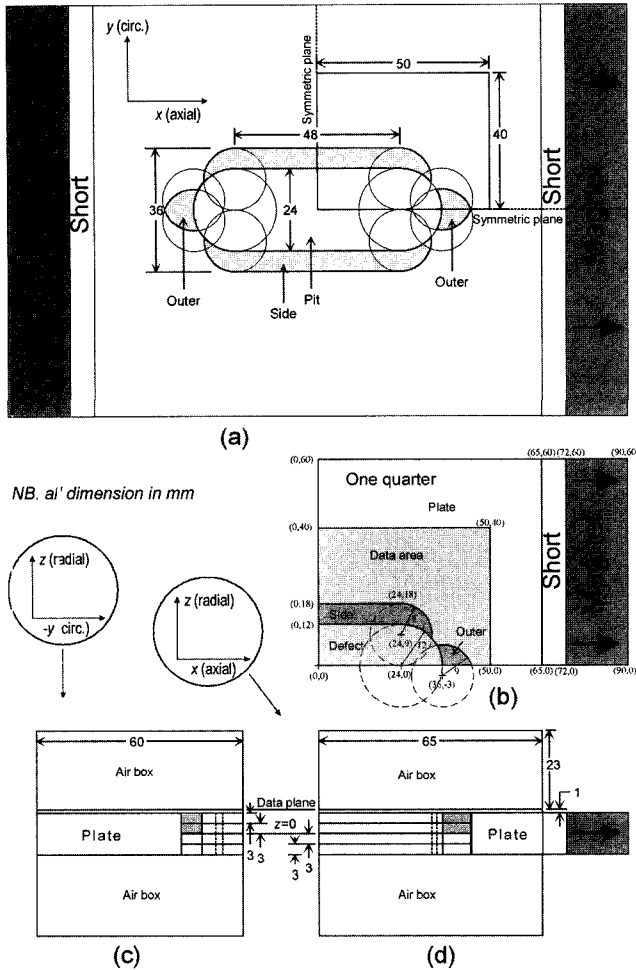 y (circ.)
x (axial)
Symmetric plane
50
40
48
36
24
Short
Short
Symmetric plane
Outer
Side
Pit
Outer
(a)
NB. al' dimension in mm
z (radial)
-y circ.)
z (radial)
x (axial)
(0,60)
(65,60)
(72,60)
(90,60
One quarter
Plate
(0,40)
(50,40)
Data area
Short
(0,18)
Side
(24,18)
(0,12)
Defect
(24,9)
12
Outer
9
(36,-3)
(0,0)
(24,0)
(50.0)
(65.0)
(72,0)
(90,0)
(b)
60
Air box
Data plane
Plate
z=0
3
3
3
3
Air box
(c)
65
23
Air box
1
Plate
Air box
(d)